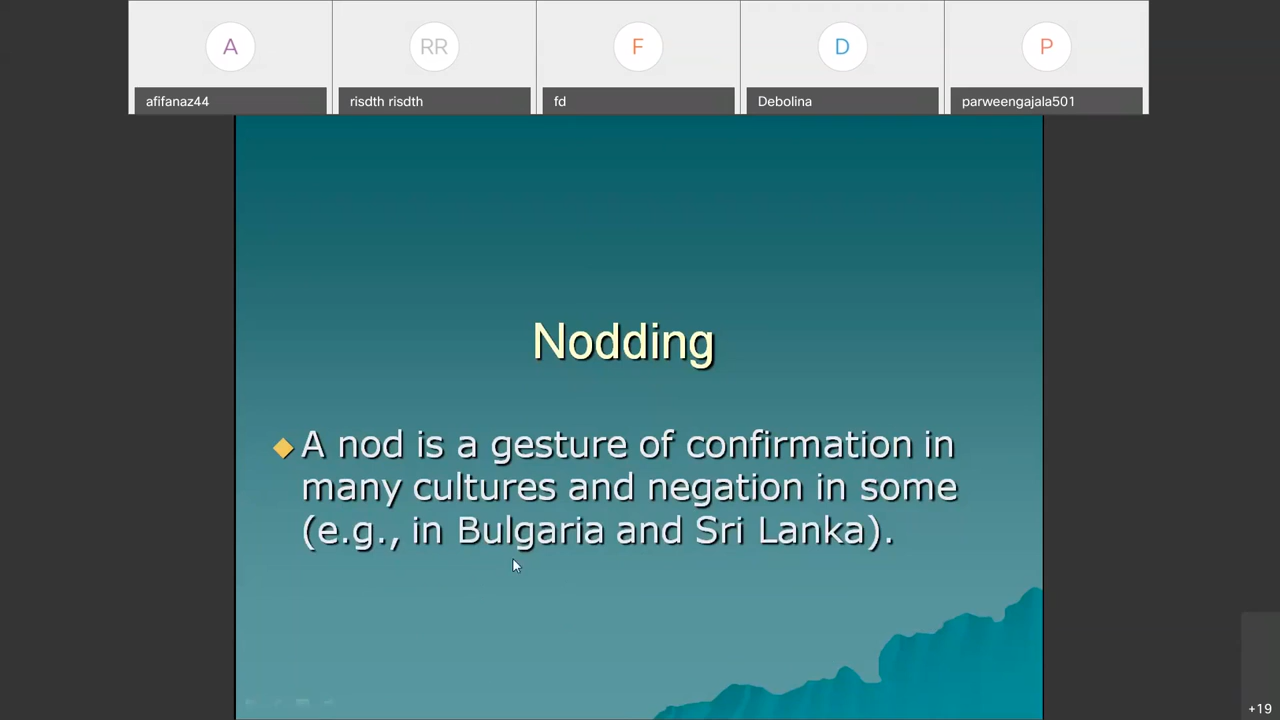 A
RR
F
D
P
afifanaz44
risdth risdth
fd
Debolina
parweengajala501
Nodding
A nod is a gesture of confirmation in
many cultures and negation in some
(e.g., in Bulgaria and Sri Lanka).
+19